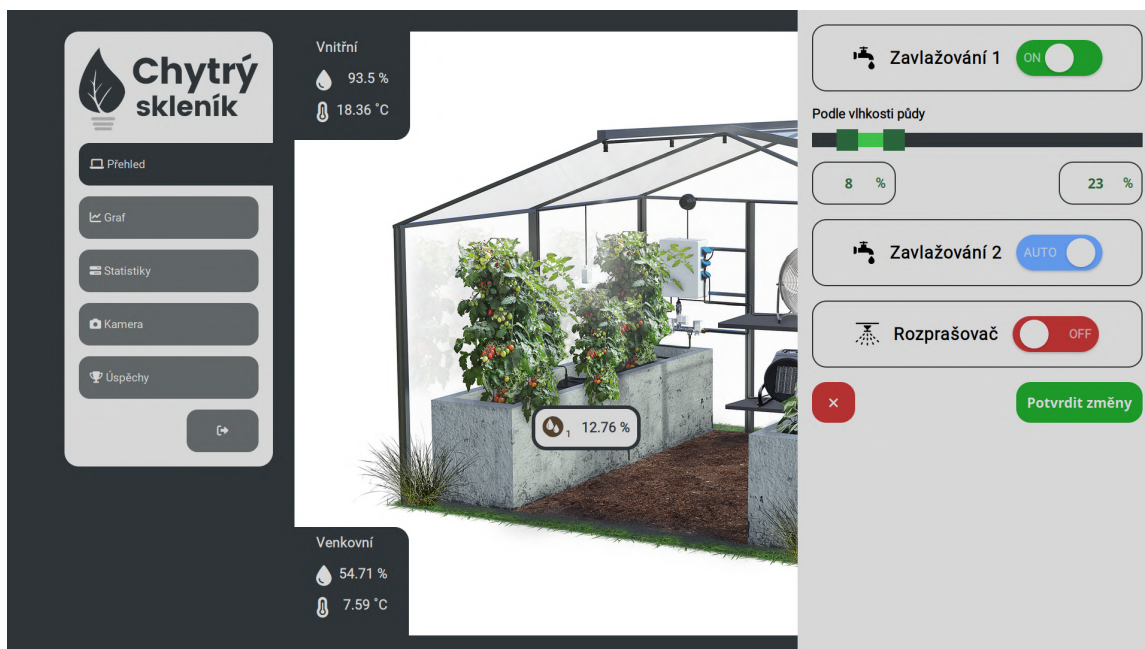 Chytrý
skleník
Přehled
Graf
Statistiky
Kamera
Úspěchy
Vnitřní
93.5 %
18.36 °C
1 12.76 %
Venkovní
54.71 %
7.59 °C
Zavlažování 1 ON
Podle vlhkosti půdy
8 % 23 %
Zavlažování 2 AUTO
Rozprašovač OFF
× Potvrdit změny